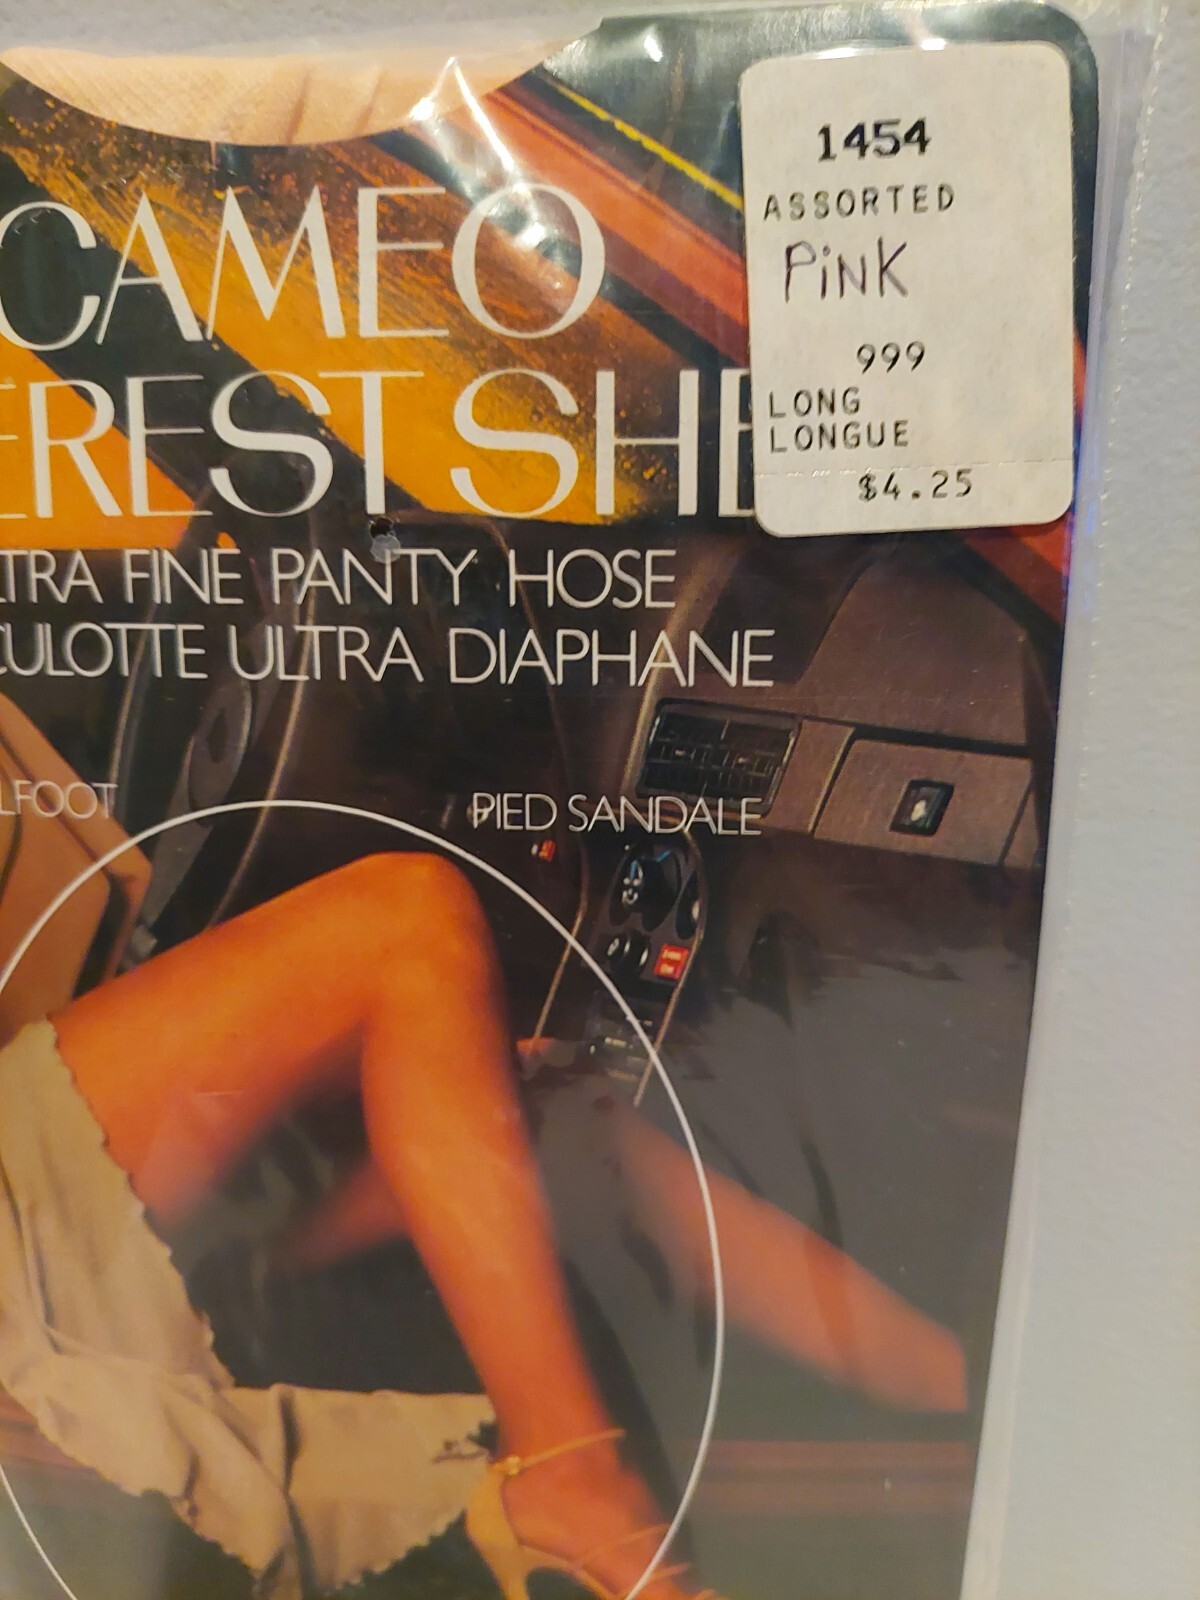 CAMEO
EREST SHE
TRA FINE PANTY HOSE
CULOTTE ULTRA DIAPHANE
LFOOT
PIED SANDALE
1454
ASSORTED
PiNK
999
LONG
LONGUE
$4.25